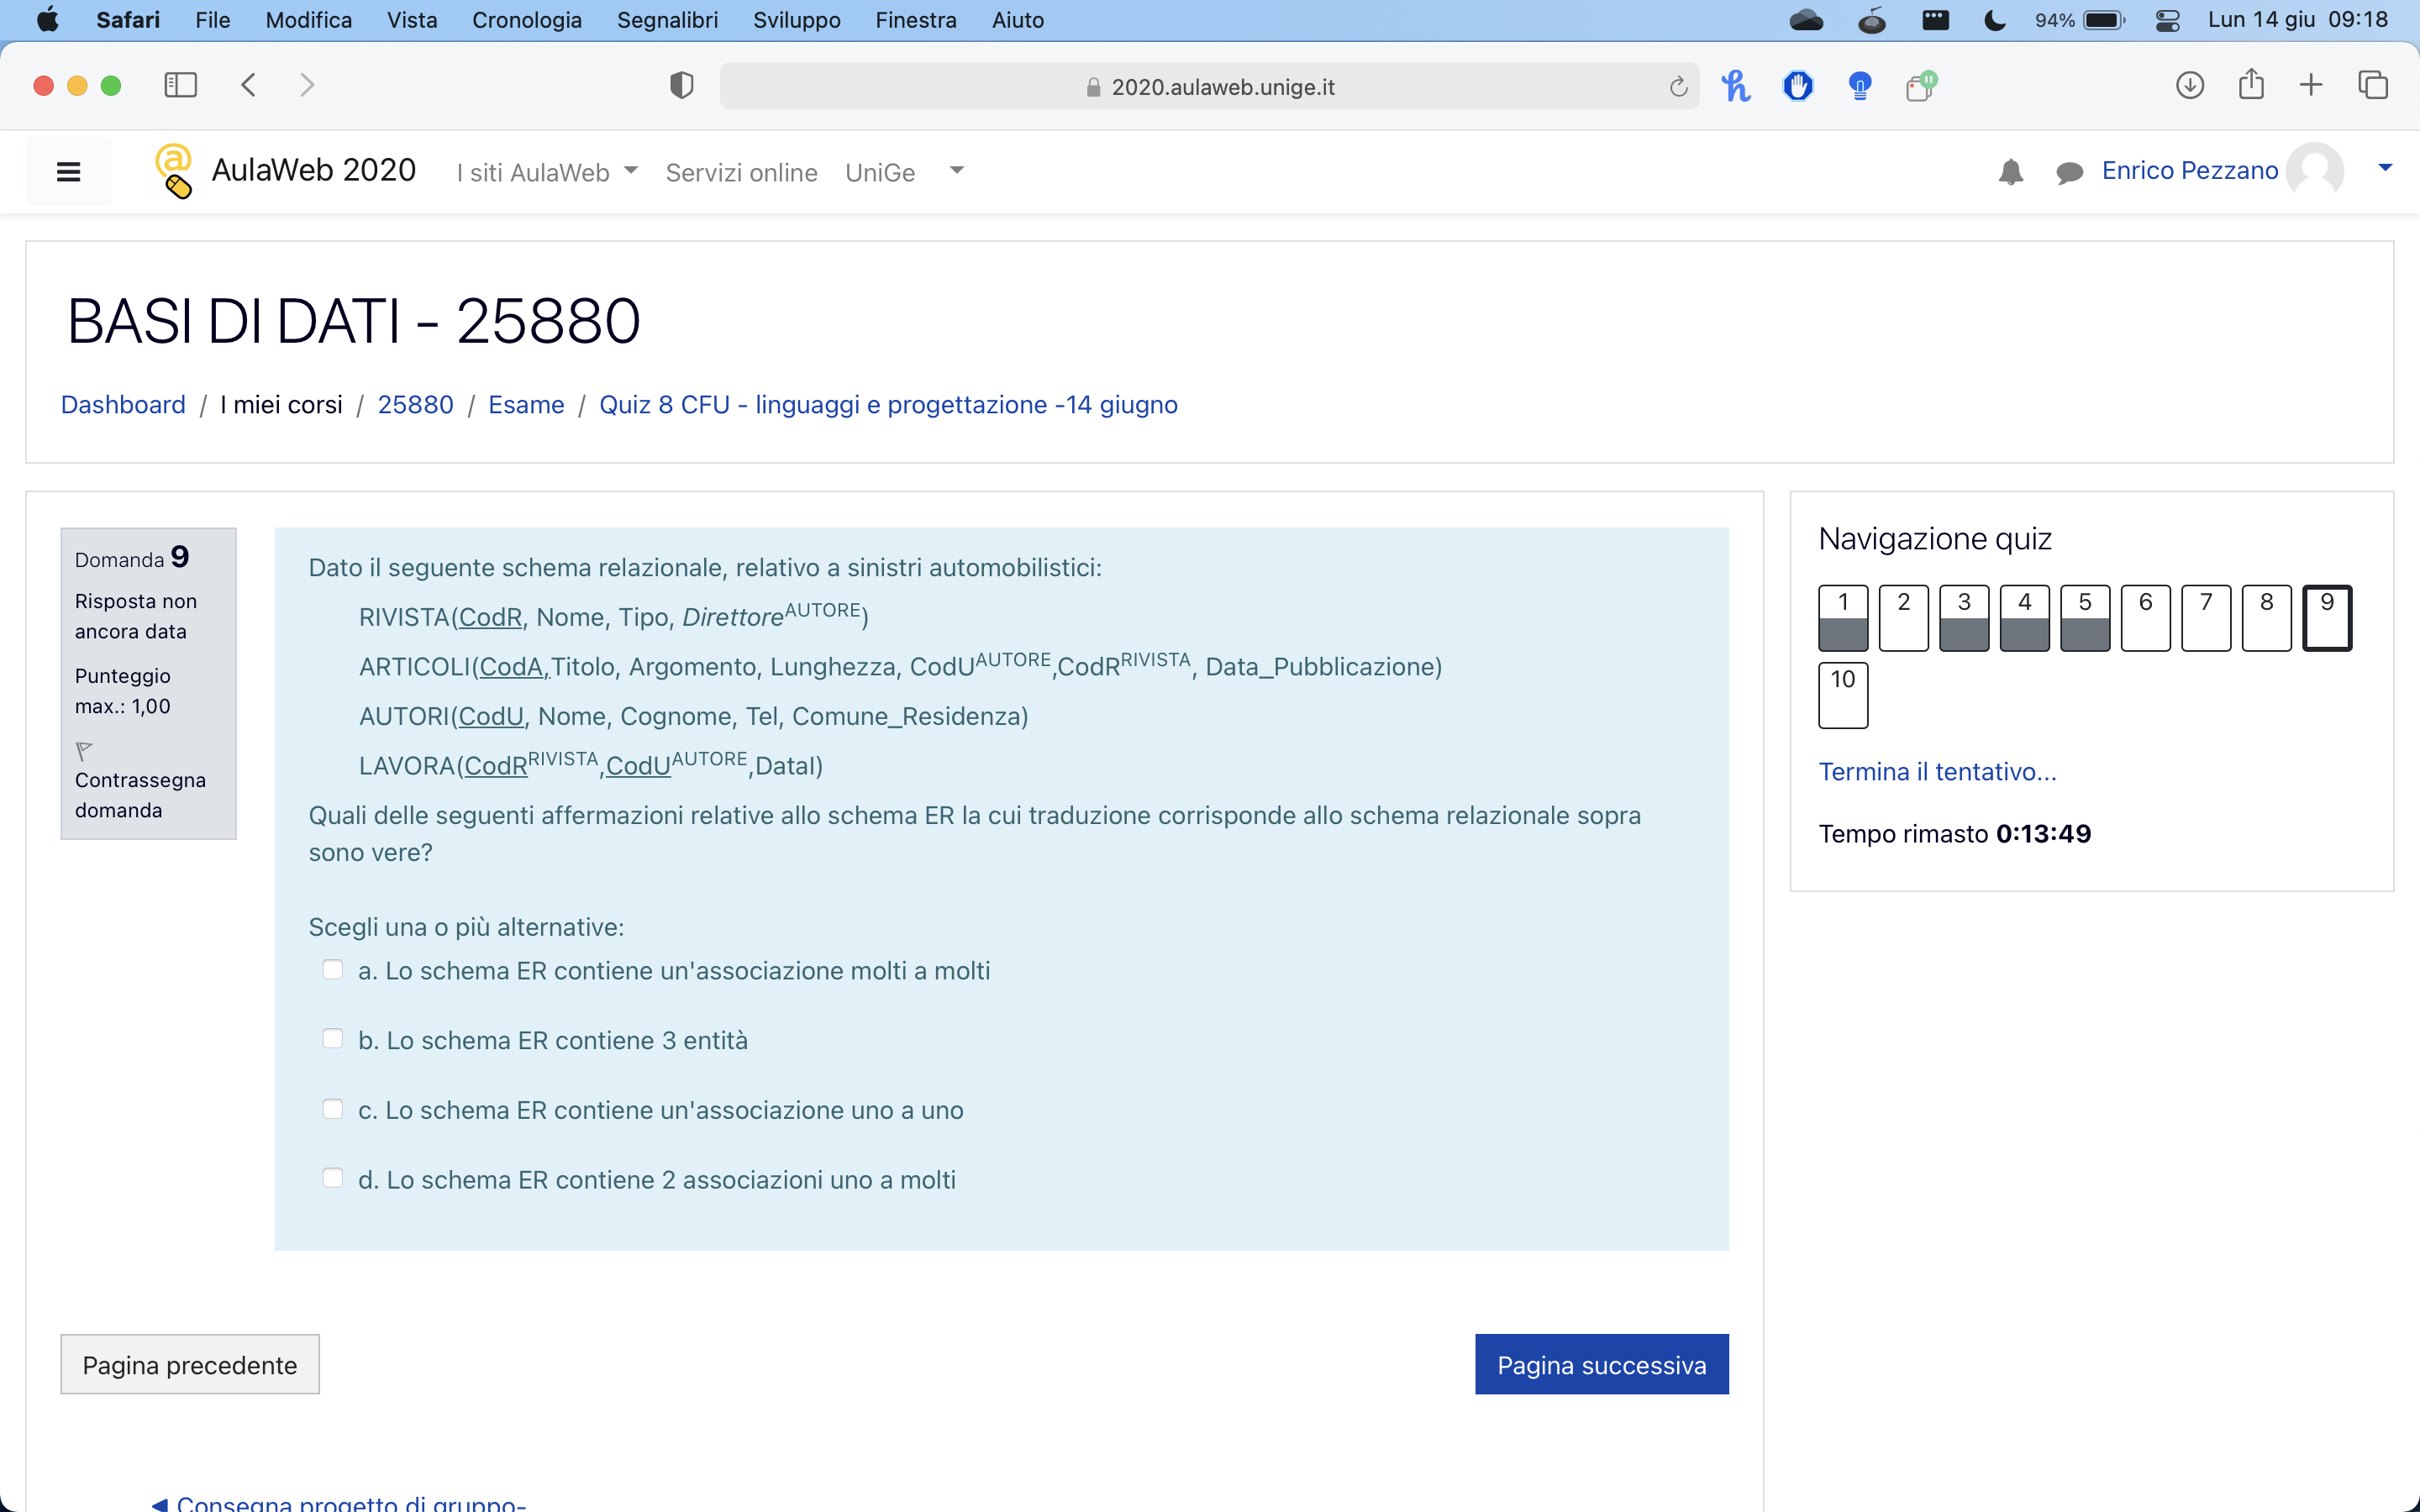 Safari File Modifica Vista Cronologia Segnalibri Sviluppo Finestra Aiuto 94% Lun 14 giu 09:18
2020.aulaweb.unige.it
AulaWeb 2020 I siti AulaWeb Servizi online UniGe Enrico Pezzano
BASI DI DATI - 25880
Dashboard / I miei corsi / 25880 / Esame / Quiz 8 CFU - linguaggi e progettazione -14 giugno
Domanda 9
Risposta non
ancora data
Punteggio
max.: 1,00
Contrassegna
domanda
Dato il seguente schema relazionale, relativo a sinistri automobilistici:
RIVISTA(CodR, Nome, Tipo, Direttore^AUTORE)
ARTICOLI(CodA,Titolo, Argomento, Lunghezza, CodU^AUTORE,CodR^RIVISTA, Data_Pubblicazione)
AUTORI(CodU, Nome, Cognome, Tel, Comune_Residenza)
LAVORA(CodR^RIVISTA,CodU^AUTORE,DataI)
Quali delle seguenti affermazioni relative allo schema ER la cui traduzione corrisponde allo schema relazionale sopra
sono vere?
Scegli una o più alternative:
a. Lo schema ER contiene un'associazione molti a molti
b. Lo schema ER contiene 3 entità
c. Lo schema ER contiene un'associazione uno a uno
d. Lo schema ER contiene 2 associazioni uno a molti
Pagina precedente
Pagina successiva
◄ Consegna progetto di gruppo-
Navigazione quiz
1 2 3 4 5 6 7 8 9
10
Termina il tentativo...
Tempo rimasto 0:13:49